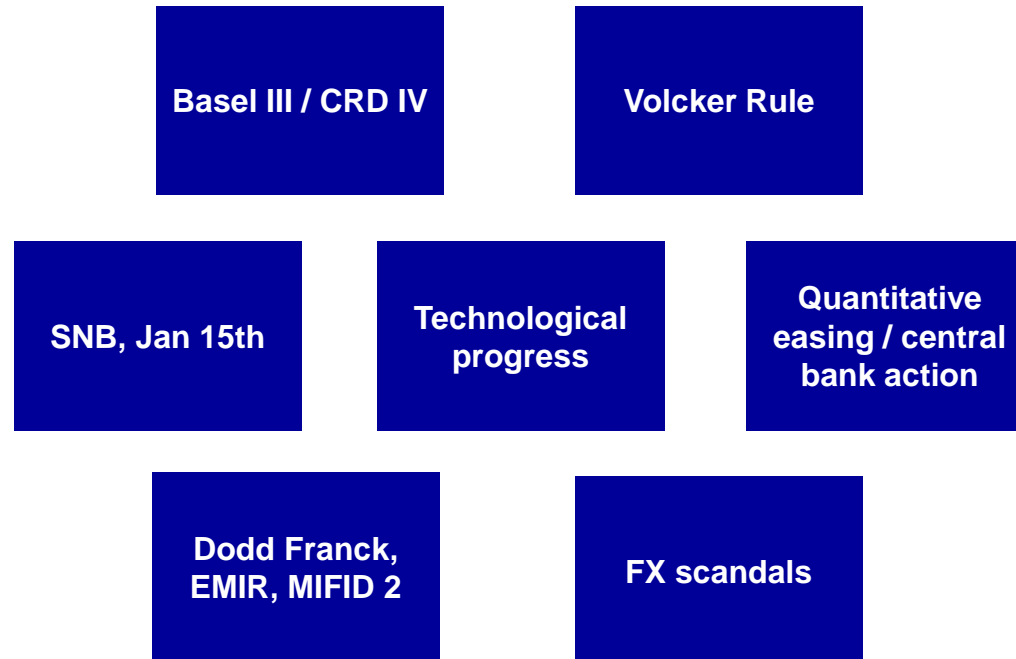 Basel III / CRD IV
Volcker Rule
SNB, Jan 15th
Technological
progress
Quantitative
easing / central
bank action
Dodd Franck,
EMIR, MIFID 2
FX scandals